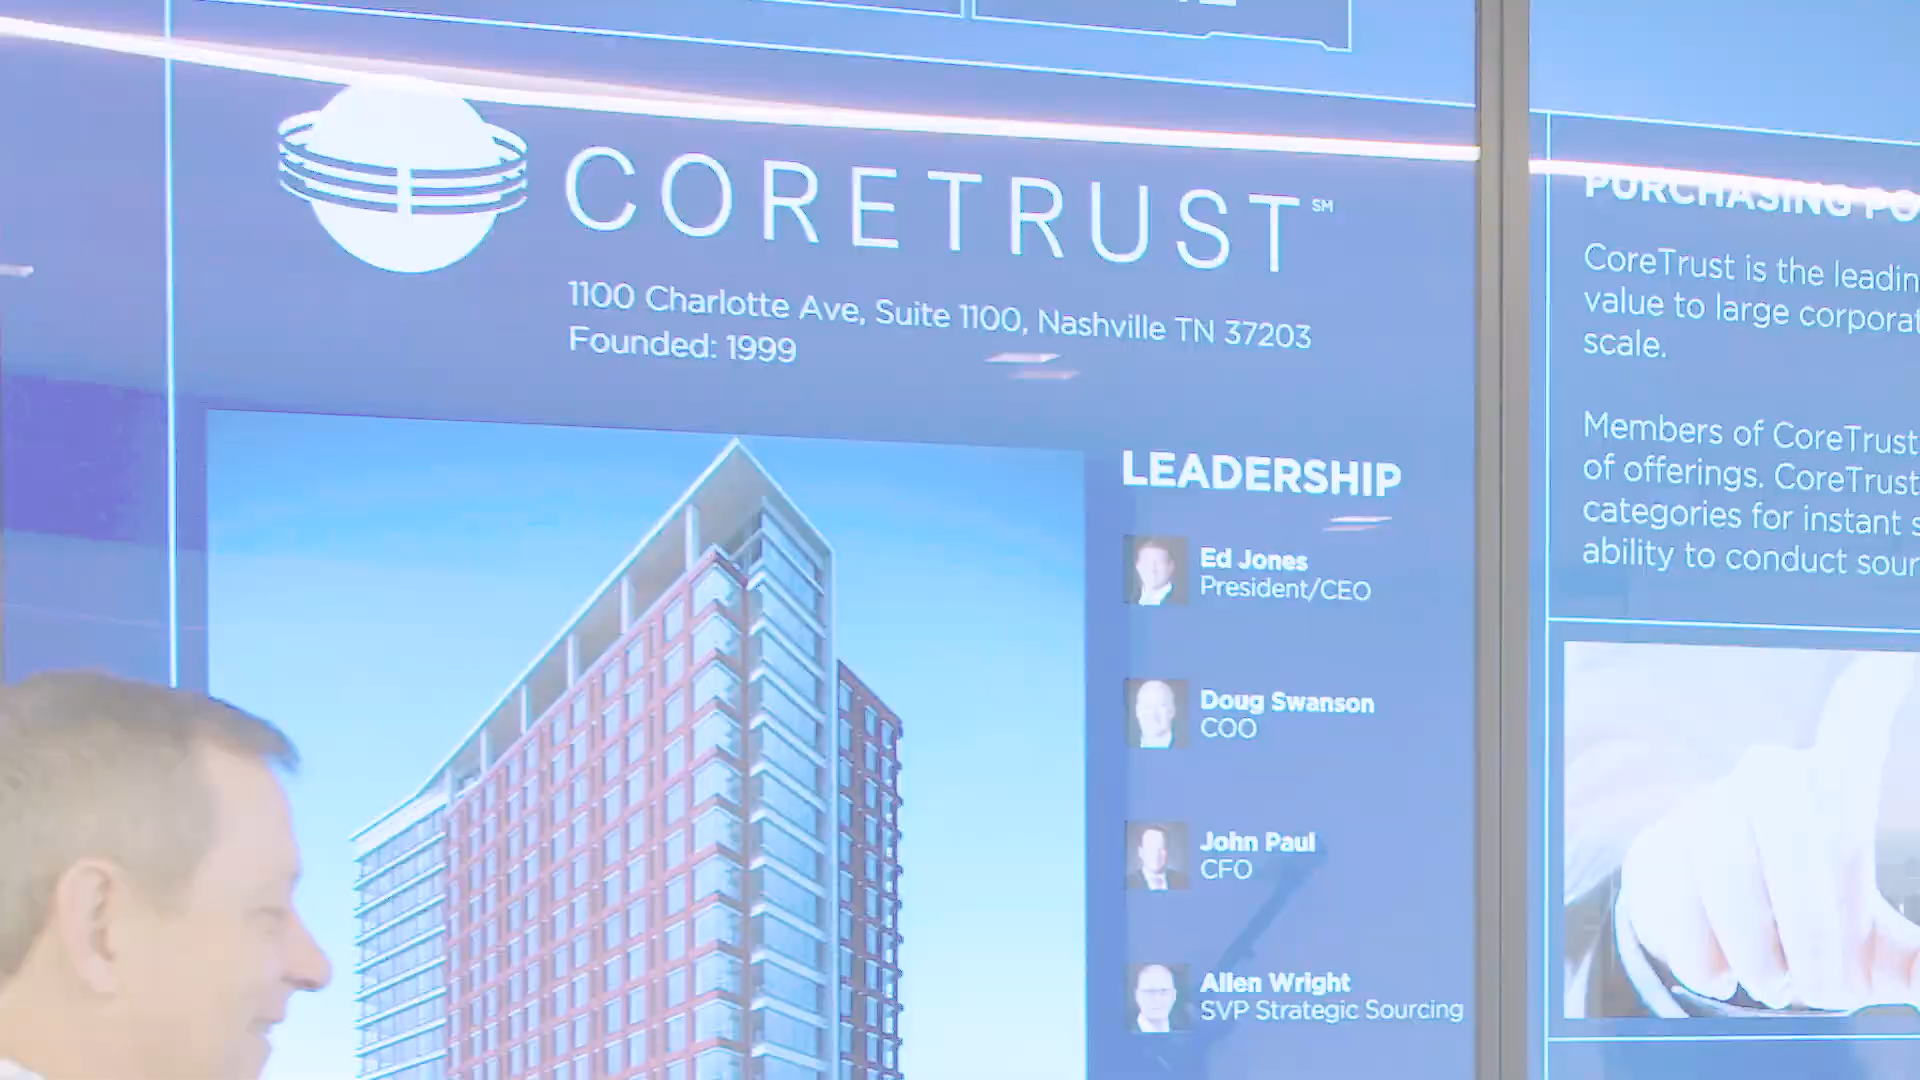 CORETRUST℠
1100 Charlotte Ave, Suite 1100, Nashville TN 37203
Founded: 1999
LEADERSHIP
Ed Jones
President/CEO
Doug Swanson
COO
John Paul
CFO
Allen Wright
SVP Strategic Sourcing
PURCHASING
CoreTrust is the
value to large
scale.
Members of CoreTrust
of offerings. CoreTrust
categories for instant
ability to conduct